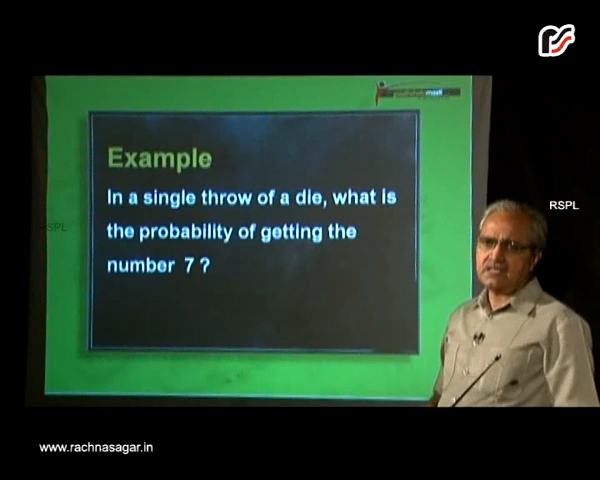 RSPL
RSPL
Example
In a single throw of a die, what is
the probability of getting the
number 7 ?
www.rachnasagar.in